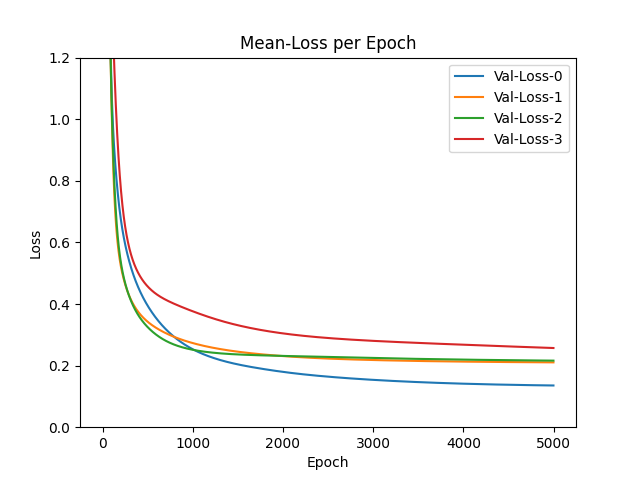 Mean-Loss per Epoch
1.2
1.0
0.8
0.6
0.4
0.2
0.0
Loss
Val-Loss-0
Val-Loss-1
Val-Loss-2
Val-Loss-3
0 1000 2000 3000 4000 5000
Epoch